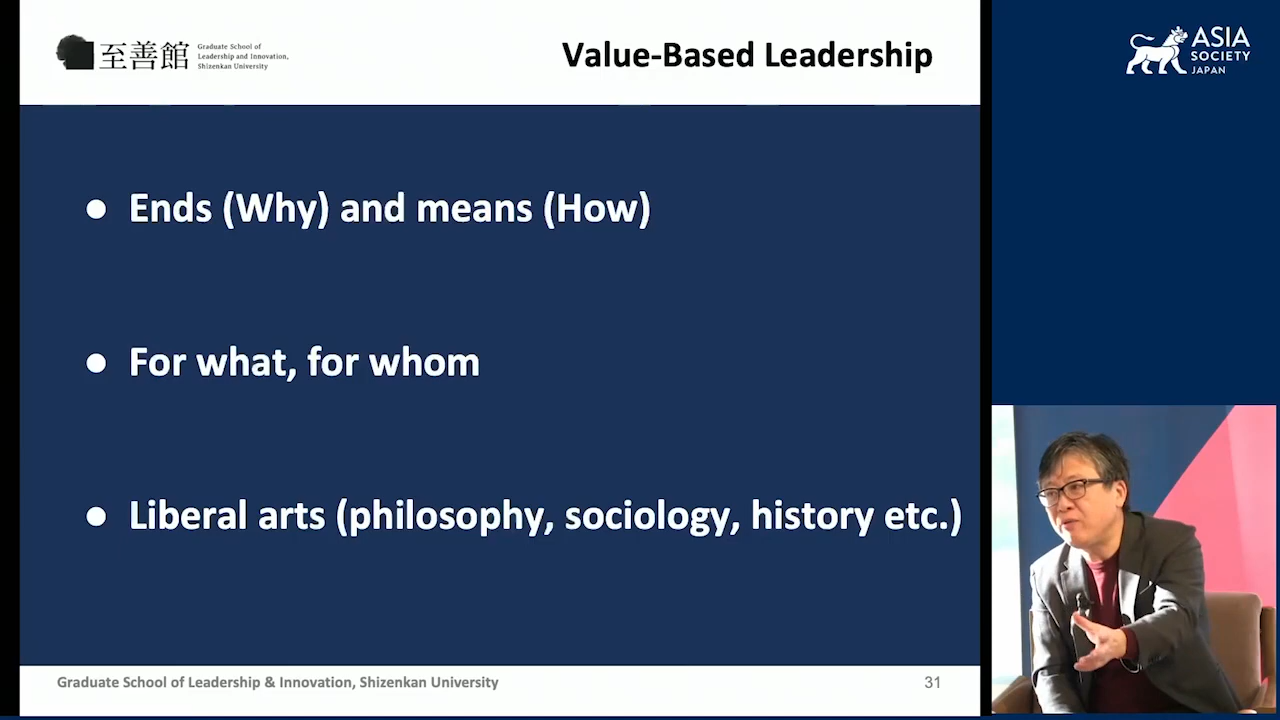 至善館
Graduate School of
Leadership and Innovation,
Shizenkan University
Value-Based Leadership
ASIA
SOCIETY
JAPAN
● Ends (Why) and means (How)
● For what, for whom
● Liberal arts (philosophy, sociology, history etc.)
Graduate School of Leadership & Innovation, Shizenkan University
31